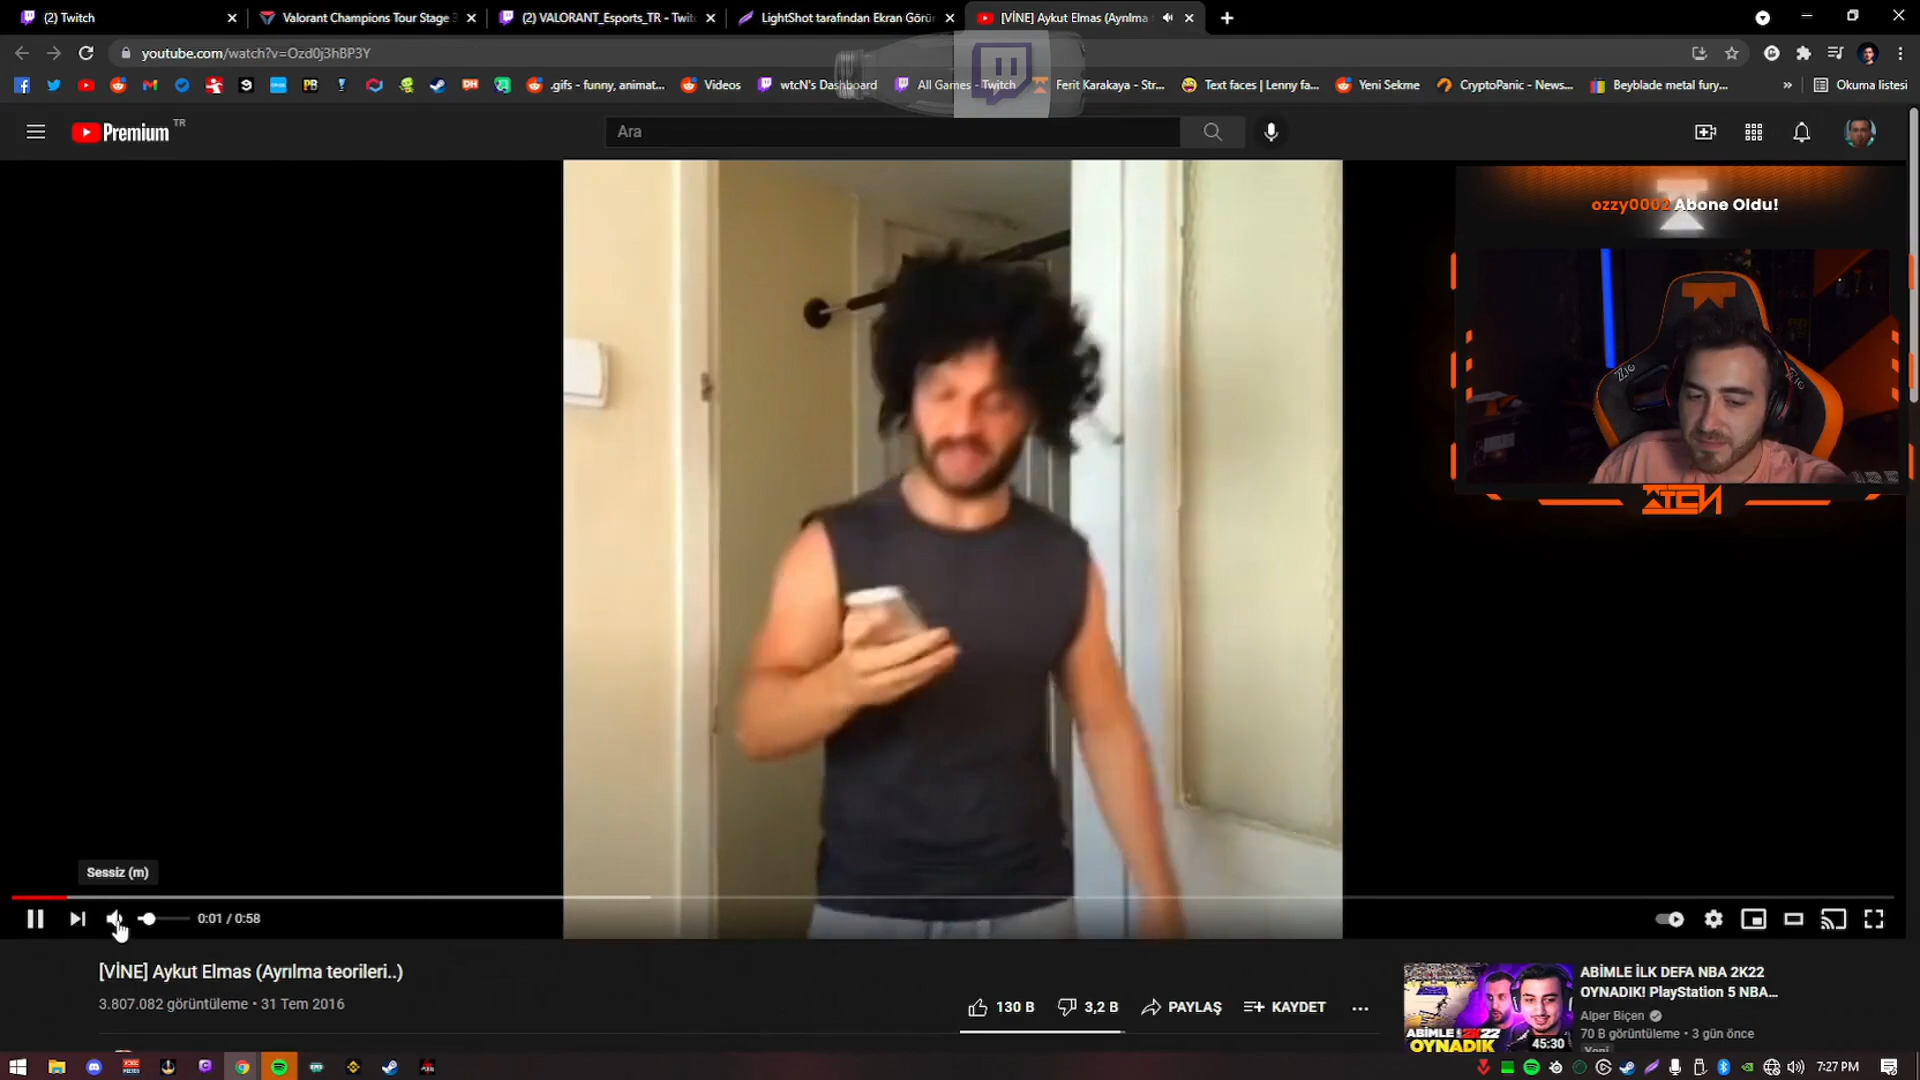 (2) Twitch
Valorant Champions Tour Stage 3
(2) VALORANT_Esports_TR - Twitc
LightShot tarafından Ekran Görün
[VİNE] Aykut Elmas (Ayrılma t
youtube.com/watch?v=Ozd0j3hBP3Y
.gifs - funny, animat...
Videos
wtcN's Dashboard
All Games - Twitch
Ferit Karakaya - Str...
Text faces | Lenny fa...
Yeni Sekme
CryptoPanic - News...
Beyblade metal fury...
»
Okuma listesi
Premium TR
Ara
ozzy0002 Abone Oldu!
Sessiz (m)
0:01 / 0:58
[VİNE] Aykut Elmas (Ayrılma teorileri..)
3.807.082 görüntüleme • 31 Tem 2016
130 B
3,2 B
PAYLAŞ
KAYDET
ABİMLE 2K22
OYNADIK
45:30
ABİMLE İLK DEFA NBA 2K22
OYNADIK! PlayStation 5 NBA...
Alper Biçen
70 B görüntüleme • 3 gün önce
Yeni
7:27 PM